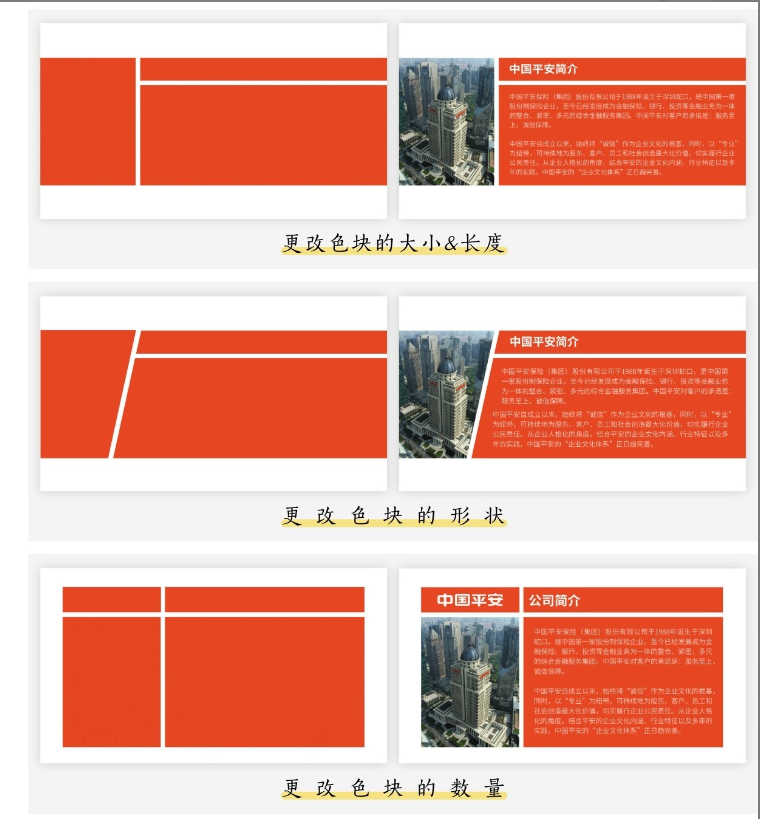 中国平安简介
中国平安保险（集团）股份有限公司于1988年诞生于深圳蛇口，是中国第一家
股份制保险企业，至今已经发展成为金融保险、银行、投资等金融业务为一体
的整合、紧密、多元的综合金融服务集团。中国平安对客户的承诺是：服务至
上，诚信保障。
中国平安自成立以来，始终将“诚信”作为企业文化的根基，同时，以“专业”
为纽带，可持续地为股东、客户、员工和社会创造最大化价值，切实履行企业
公民责任。从企业人格化的角度，结合平安的企业文化内涵、行业特征以及多
年的实践，中国平安的“企业文化体系”正日趋完善。
更改色块的大小&长度
中国平安简介
中国平安保险（集团）股份有限公司于1988年诞生于深圳蛇口，是中国第
一家股份制保险企业，至今已经发展成为金融保险、银行、投资等金融业务
为一体的整合、紧密、多元的综合金融服务集团。中国平安对客户的承诺是：
服务至上，诚信保障。
中国平安自成立以来，始终将“诚信”作为企业文化的根基，同时，以“专业”
为纽带，可持续地为股东、客户、员工和社会创造最大化价值，切实履行企业
公民责任。从企业人格化的角度，结合平安的企业文化内涵、行业特征以及多
年的实践，中国平安的“企业文化体系”正日趋完善。
更改色块的形状
中国平安
公司简介
中国平安保险（集团）股份有限公司于1988年诞生于深圳
蛇口，是中国第一家股份制保险企业，至今已经发展成为金
融保险、银行、投资等金融业务为一体的整合、紧密、多元
的综合金融服务集团。中国平安对客户的承诺是：服务至上，
诚信保障。
中国平安自成立以来，始终将“诚信”作为企业文化的根基，
同时，以“专业”为纽带，可持续地为股东、客户、员工和
社会创造最大化价值，切实履行企业公民责任。从企业人格
化的角度，结合平安的企业文化内涵、行业特征以及多年的
实践，中国平安的“企业文化体系”正日趋完善。
更改色块的数量